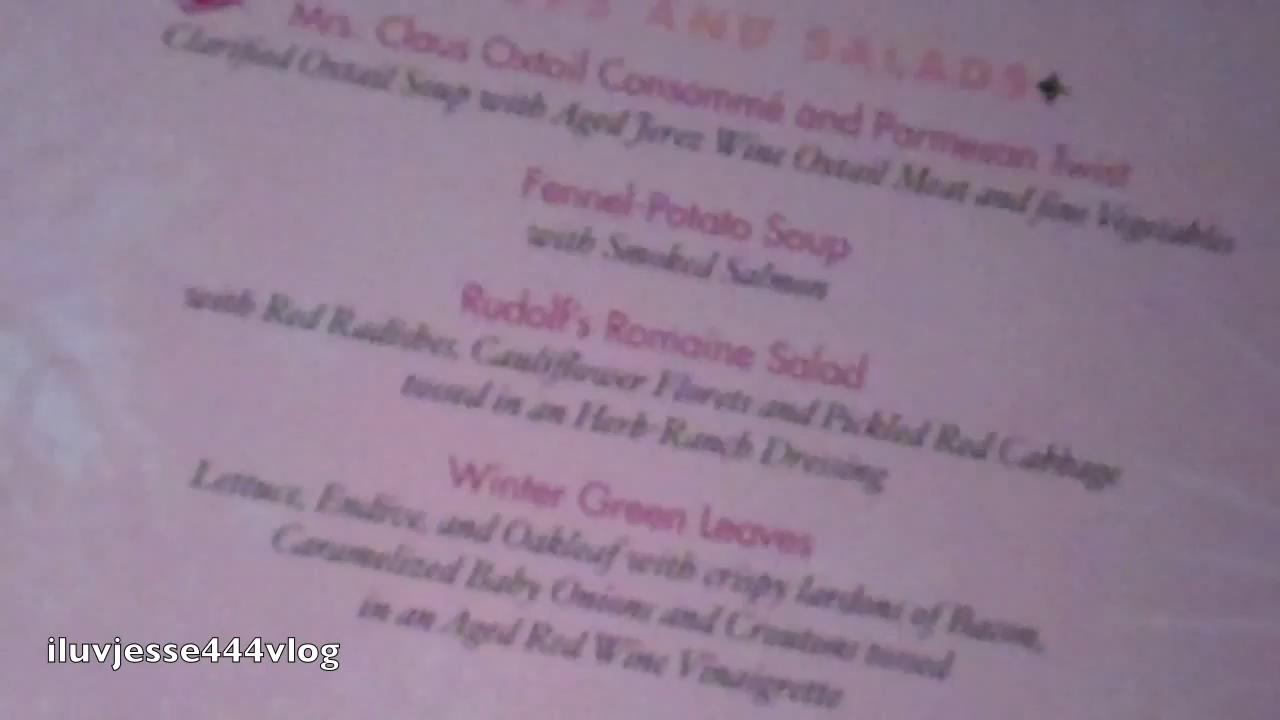 AND SALADS
Mrs. Claus Oxtail Consommé and Parmesan Twist
Clarified Oxtail Soup with Aged Jerez Wine Oxtail Meat and fine Vegetables
Fennel-Potato Soup
with Smoked Salmon
Rudolf's Romaine Salad
with Red Radishes, Cauliflower Florets and Pickled Red Cabbage
tossed in an Herb-Ranch Dressing
Winter Green Leaves
Lettuce, Endive, and Oakleaf with crispy lardons of Bacon,
Caramelized Baby Onions and Croutons tossed
in an Aged Red Wine Vinaigrette
iluvjesse444vlog